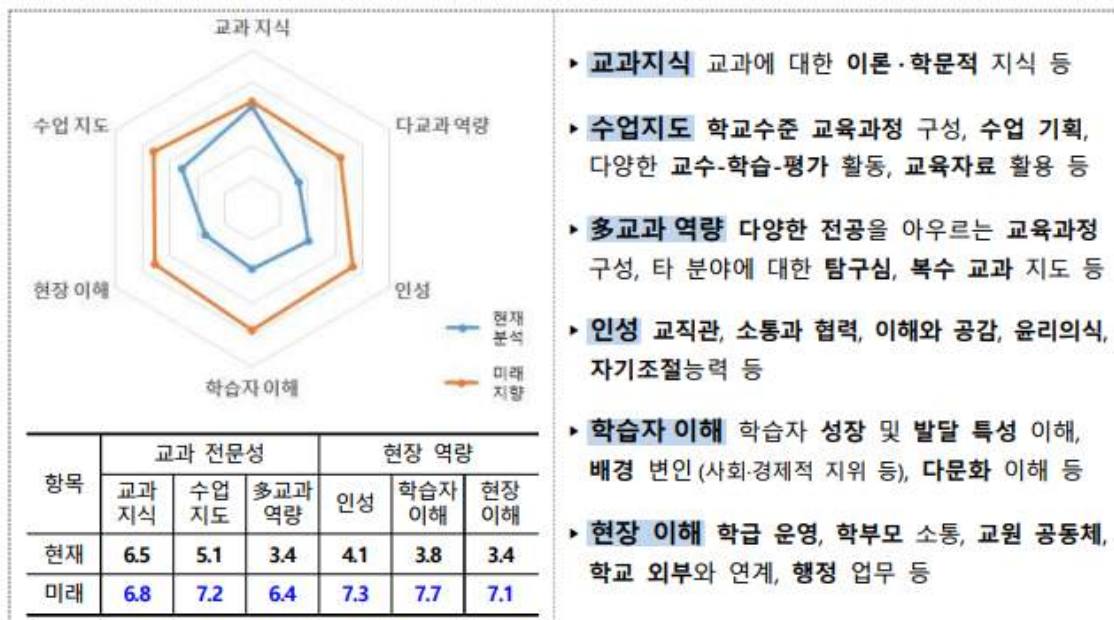 교과 지식
수업 지도
다교과 역량
현장 이해
인성
학습자 이해
현재
분석
미래
지향
항목 교과 전문성 현장 역량
교과 지식 수업 지도 多교과 역량 인성 학습자 이해 현장 이해
현재 6.5 5.1 3.4 4.1 3.8 3.4
미래 6.8 7.2 6.4 7.3 7.7 7.1
▸ 교과지식 교과에 대한 이론·학문적 지식 등
▸ 수업지도 학교수준 교육과정 구성, 수업 기획,
다양한 교수-학습-평가 활동, 교육자료 활용 등
▸ 多교과 역량 다양한 전공을 아우르는 교육과정
구성, 타 분야에 대한 탐구심, 복수 교과 지도 등
▸ 인성 교직관, 소통과 협력, 이해와 공감, 윤리의식,
자기조절능력 등
▸ 학습자 이해 학습자 성장 및 발달 특성 이해,
배경 변인(사회·경제적 지위 등), 다문화 이해 등
▸ 현장 이해 학급 운영, 학부모 소통, 교원 공동체,
학교 외부와 연계, 행정 업무 등